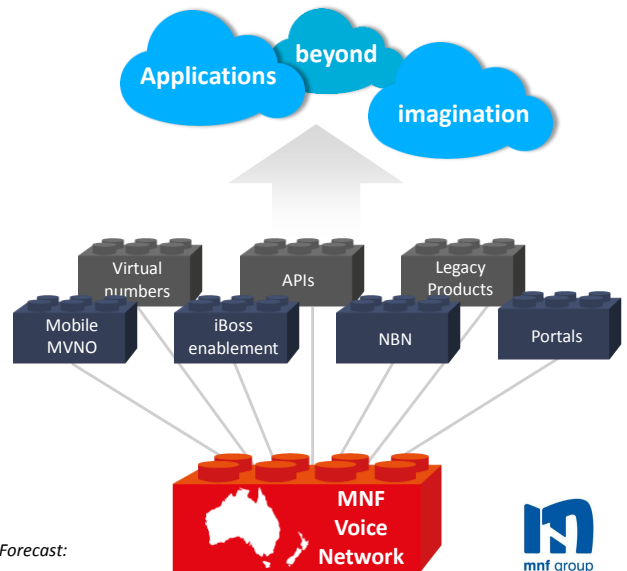 beyond
Applications
imagination
Virtual
numbers
APIs
Legacy
Products
Mobile
MVNO
iBoss
enablement
NBN
Portals
MNF
Voice
Network
Forecast:
mnf group